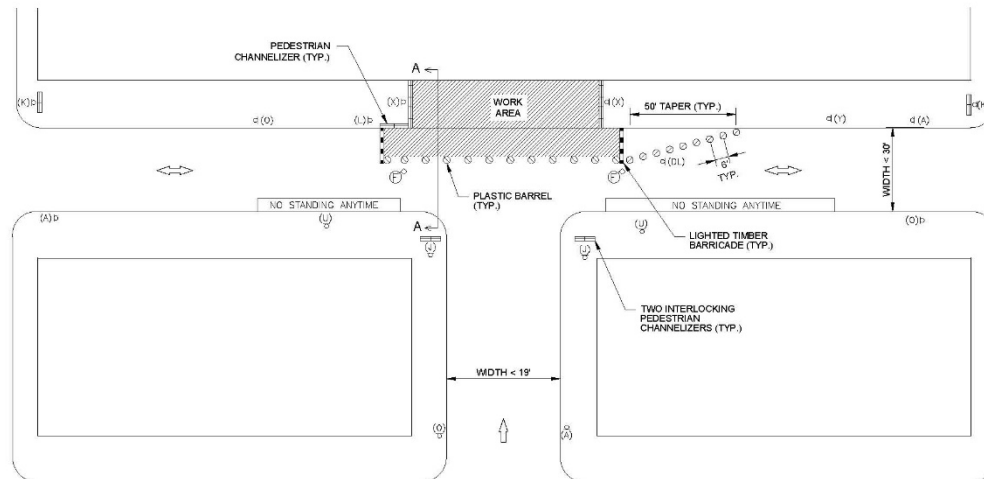 PEDESTRIAN
CHANNELIZER (TYP.)
A
(K)
(X)
WORK
AREA
(X)
50' TAPER (TYP.)
(O)
(L)
(Y)
(A)
(DL)
6'
TYP.
WIDTH < 30'
F
F
PLASTIC BARREL
(TYP.)
NO STANDING ANYTIME
NO STANDING ANYTIME
(A)
(U)
A
(U)
(O)
LIGHTED TIMBER
BARRICADE (TYP.)
TWO INTERLOCKING
PEDESTRIAN
CHANNELIZERS (TYP.)
WIDTH < 19'
(O)
(A)